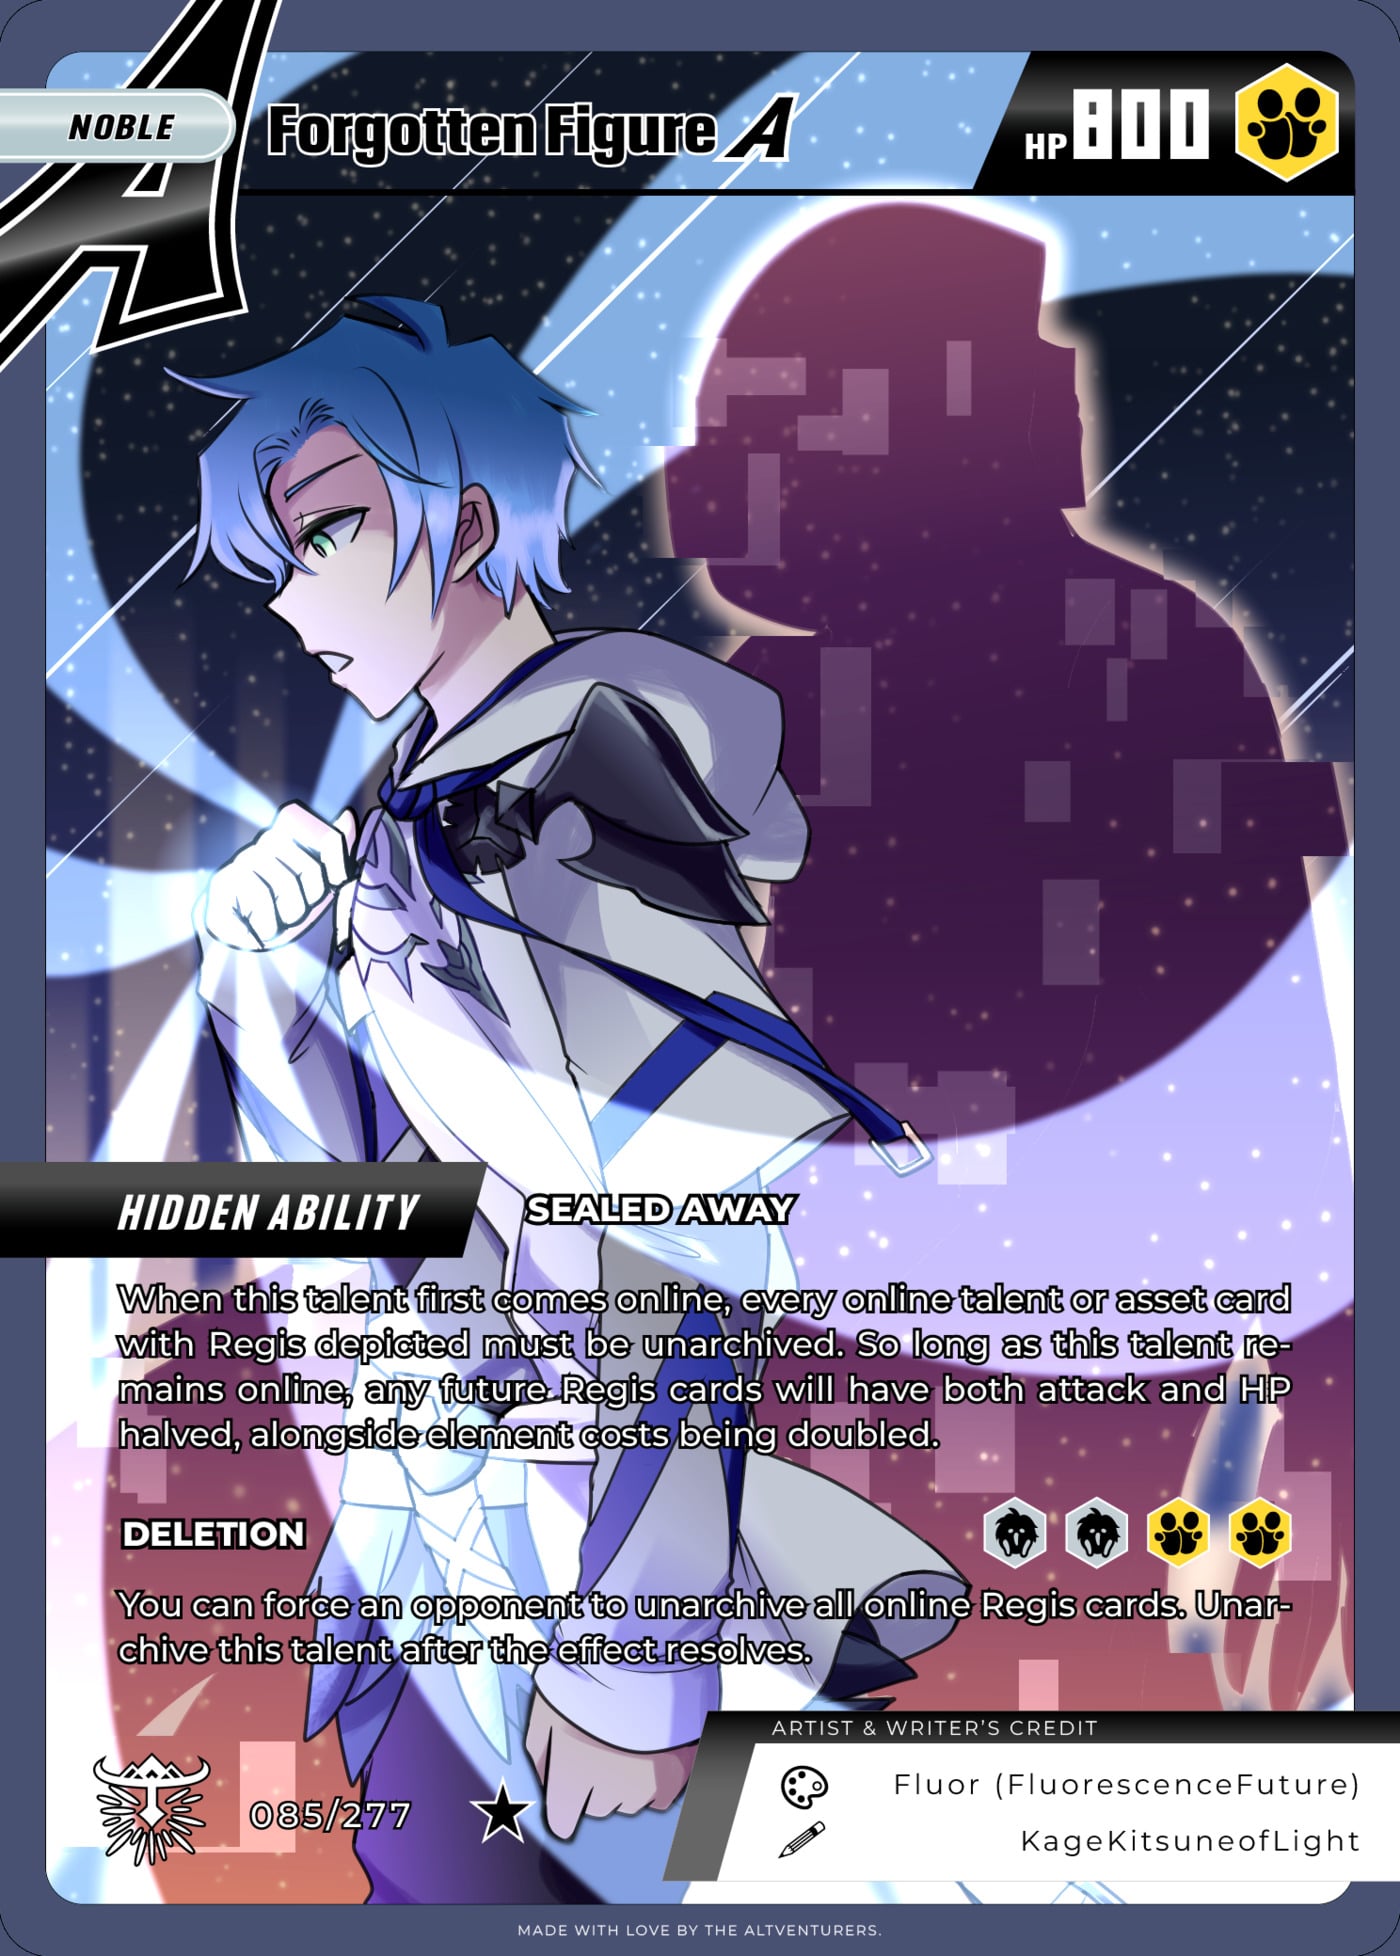 NOBLE
Forgotten Figure A
HP 800
HIDDEN ABILITY
SEALED AWAY
When this talent first comes online, every online talent or asset card
with Regis depicted must be unarchived. So long as this talent re-
mains online, any future Regis cards will have both attack and HP
halved, alongside element costs being doubled.
DELETION
You can force an opponent to unarchive all online Regis cards. Unar-
chive this talent after the effect resolves.
ARTIST & WRITER'S CREDIT
Fluor (FluorescenceFuture)
KageKitsuneofLight
085/277
MADE WITH LOVE BY THE ALTVENTURERS.